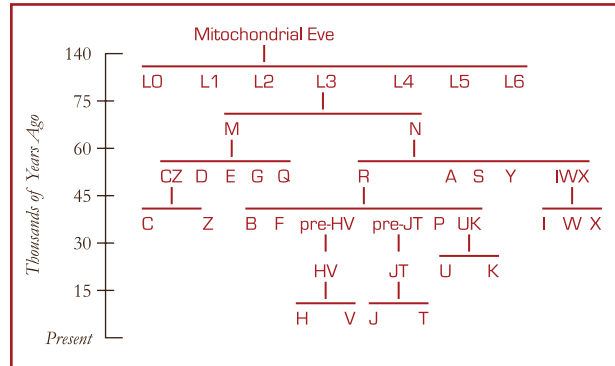 Mitochondrial Eve
140
L0 L1 L2 L3 L4 L5 L6
75
M N
60
CZ D E G Q R A S Y IWX
45
C Z B F pre-HV pre-JT P UK I W X
30
HV JT U K
15
H V J T
Present
Thousands of Years Ago